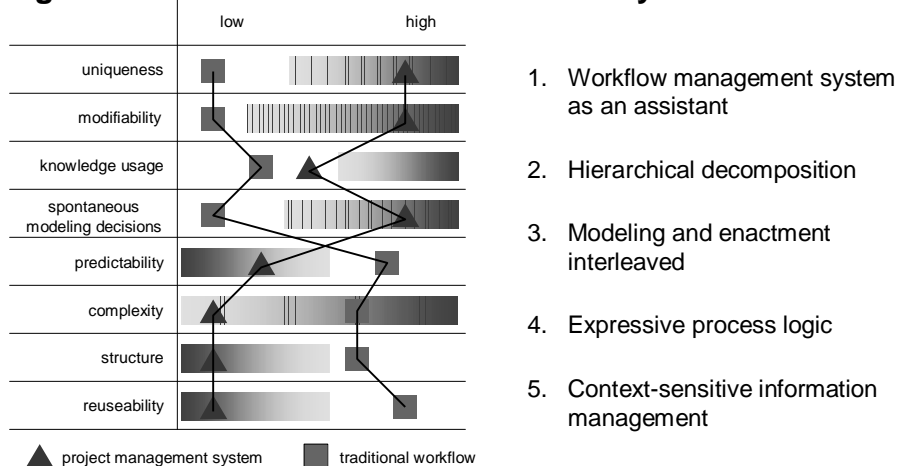 low high
uniqueness
modifiability
knowledge usage
spontaneous
modeling decisions
predictability
complexity
structure
reuseability
project management system traditional workflow
1. Workflow management system
as an assistant
2. Hierarchical decomposition
3. Modeling and enactment
interleaved
4. Expressive process logic
5. Context-sensitive information
management